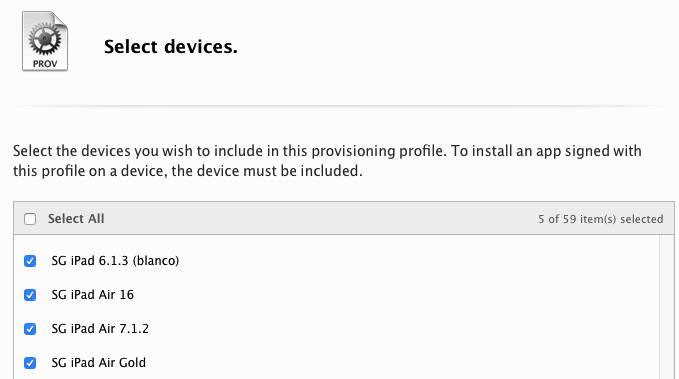 PROV
Select devices.
Select the devices you wish to include in this provisioning profile. To install an app signed with
this profile on a device, the device must be included.
Select All
5 of 59 item(s) selected
SG iPad 6.1.3 (blanco)
SG iPad Air 16
SG iPad Air 7.1.2
SG iPad Air Gold